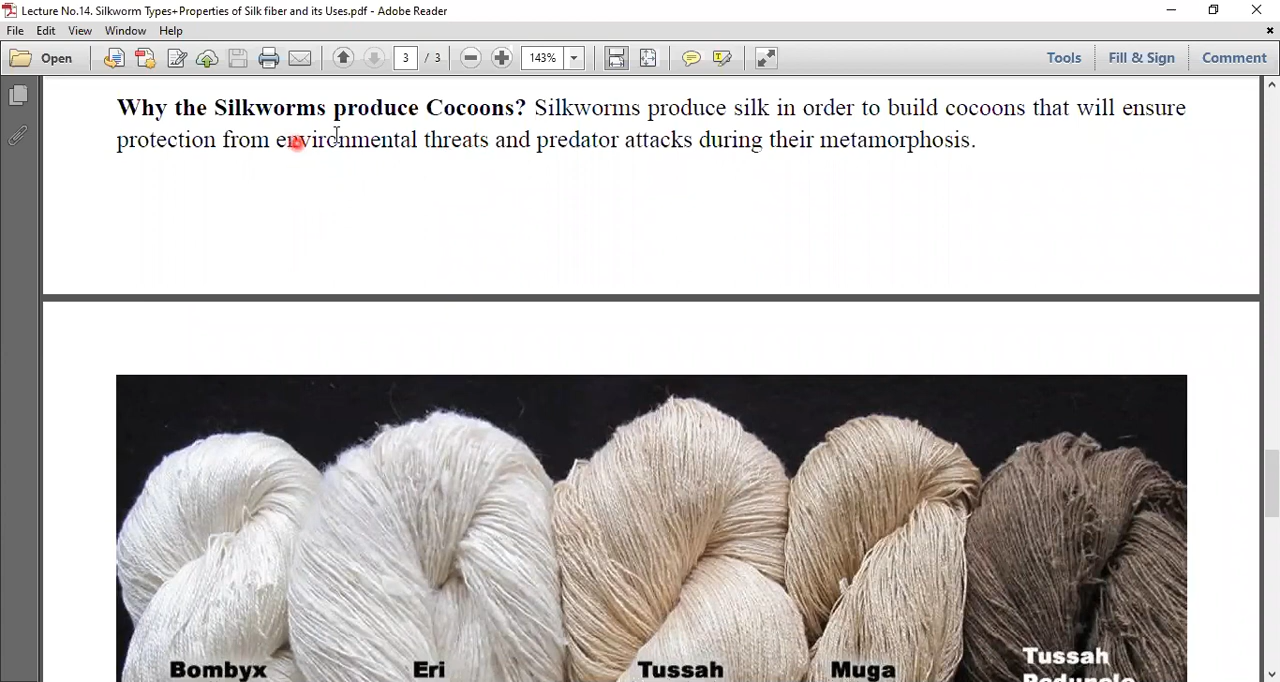 Lecture No.14. Silkworm Types+Properties of Silk fiber and its Uses.pdf - Adobe Reader
File Edit View Window Help
Open 3 / 3 143% Tools Fill & Sign Comment
Why the Silkworms produce Cocoons? Silkworms produce silk in order to build cocoons that will ensure
protection from environmental threats and predator attacks during their metamorphosis.
Bombyx Eri Tussah Muga Tussah
Peduncle